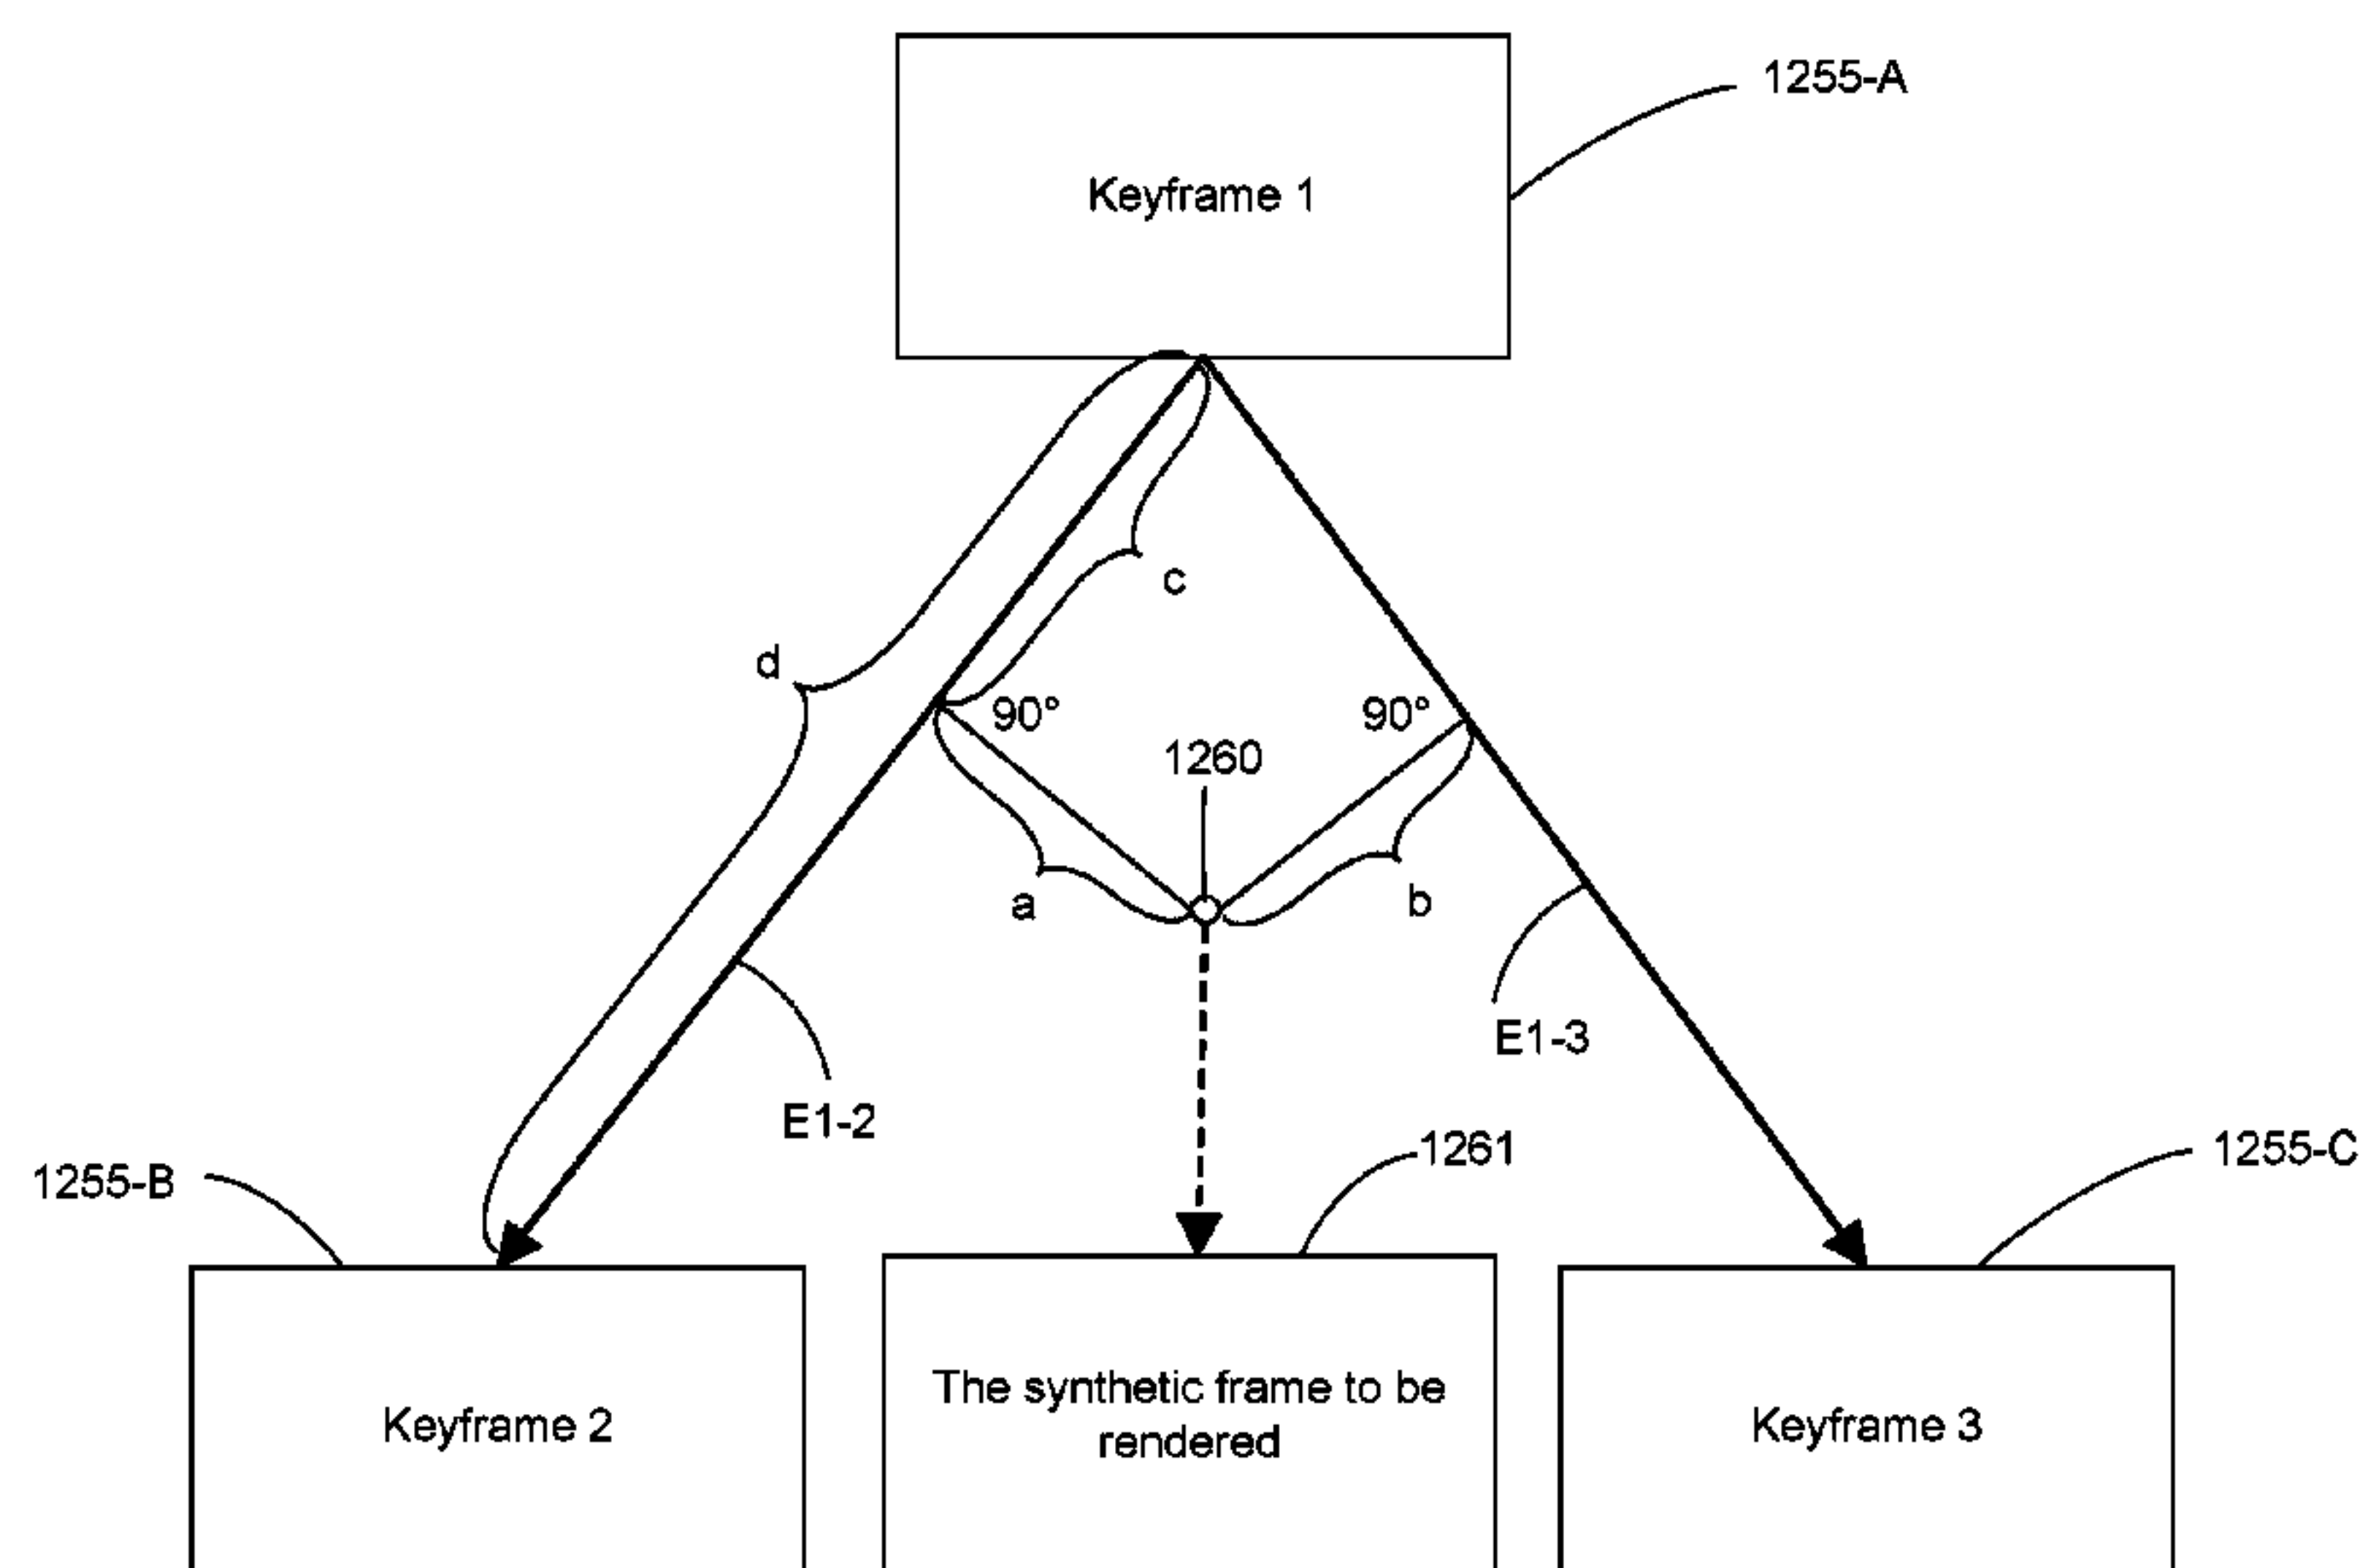 1255-A
Keyframe 1
c
d
90°
90°
1260
a
b
E1-3
E1-2
1261
1255-B
1255-C
The synthetic frame to be
rendered
Keyframe 2
Keyframe 3